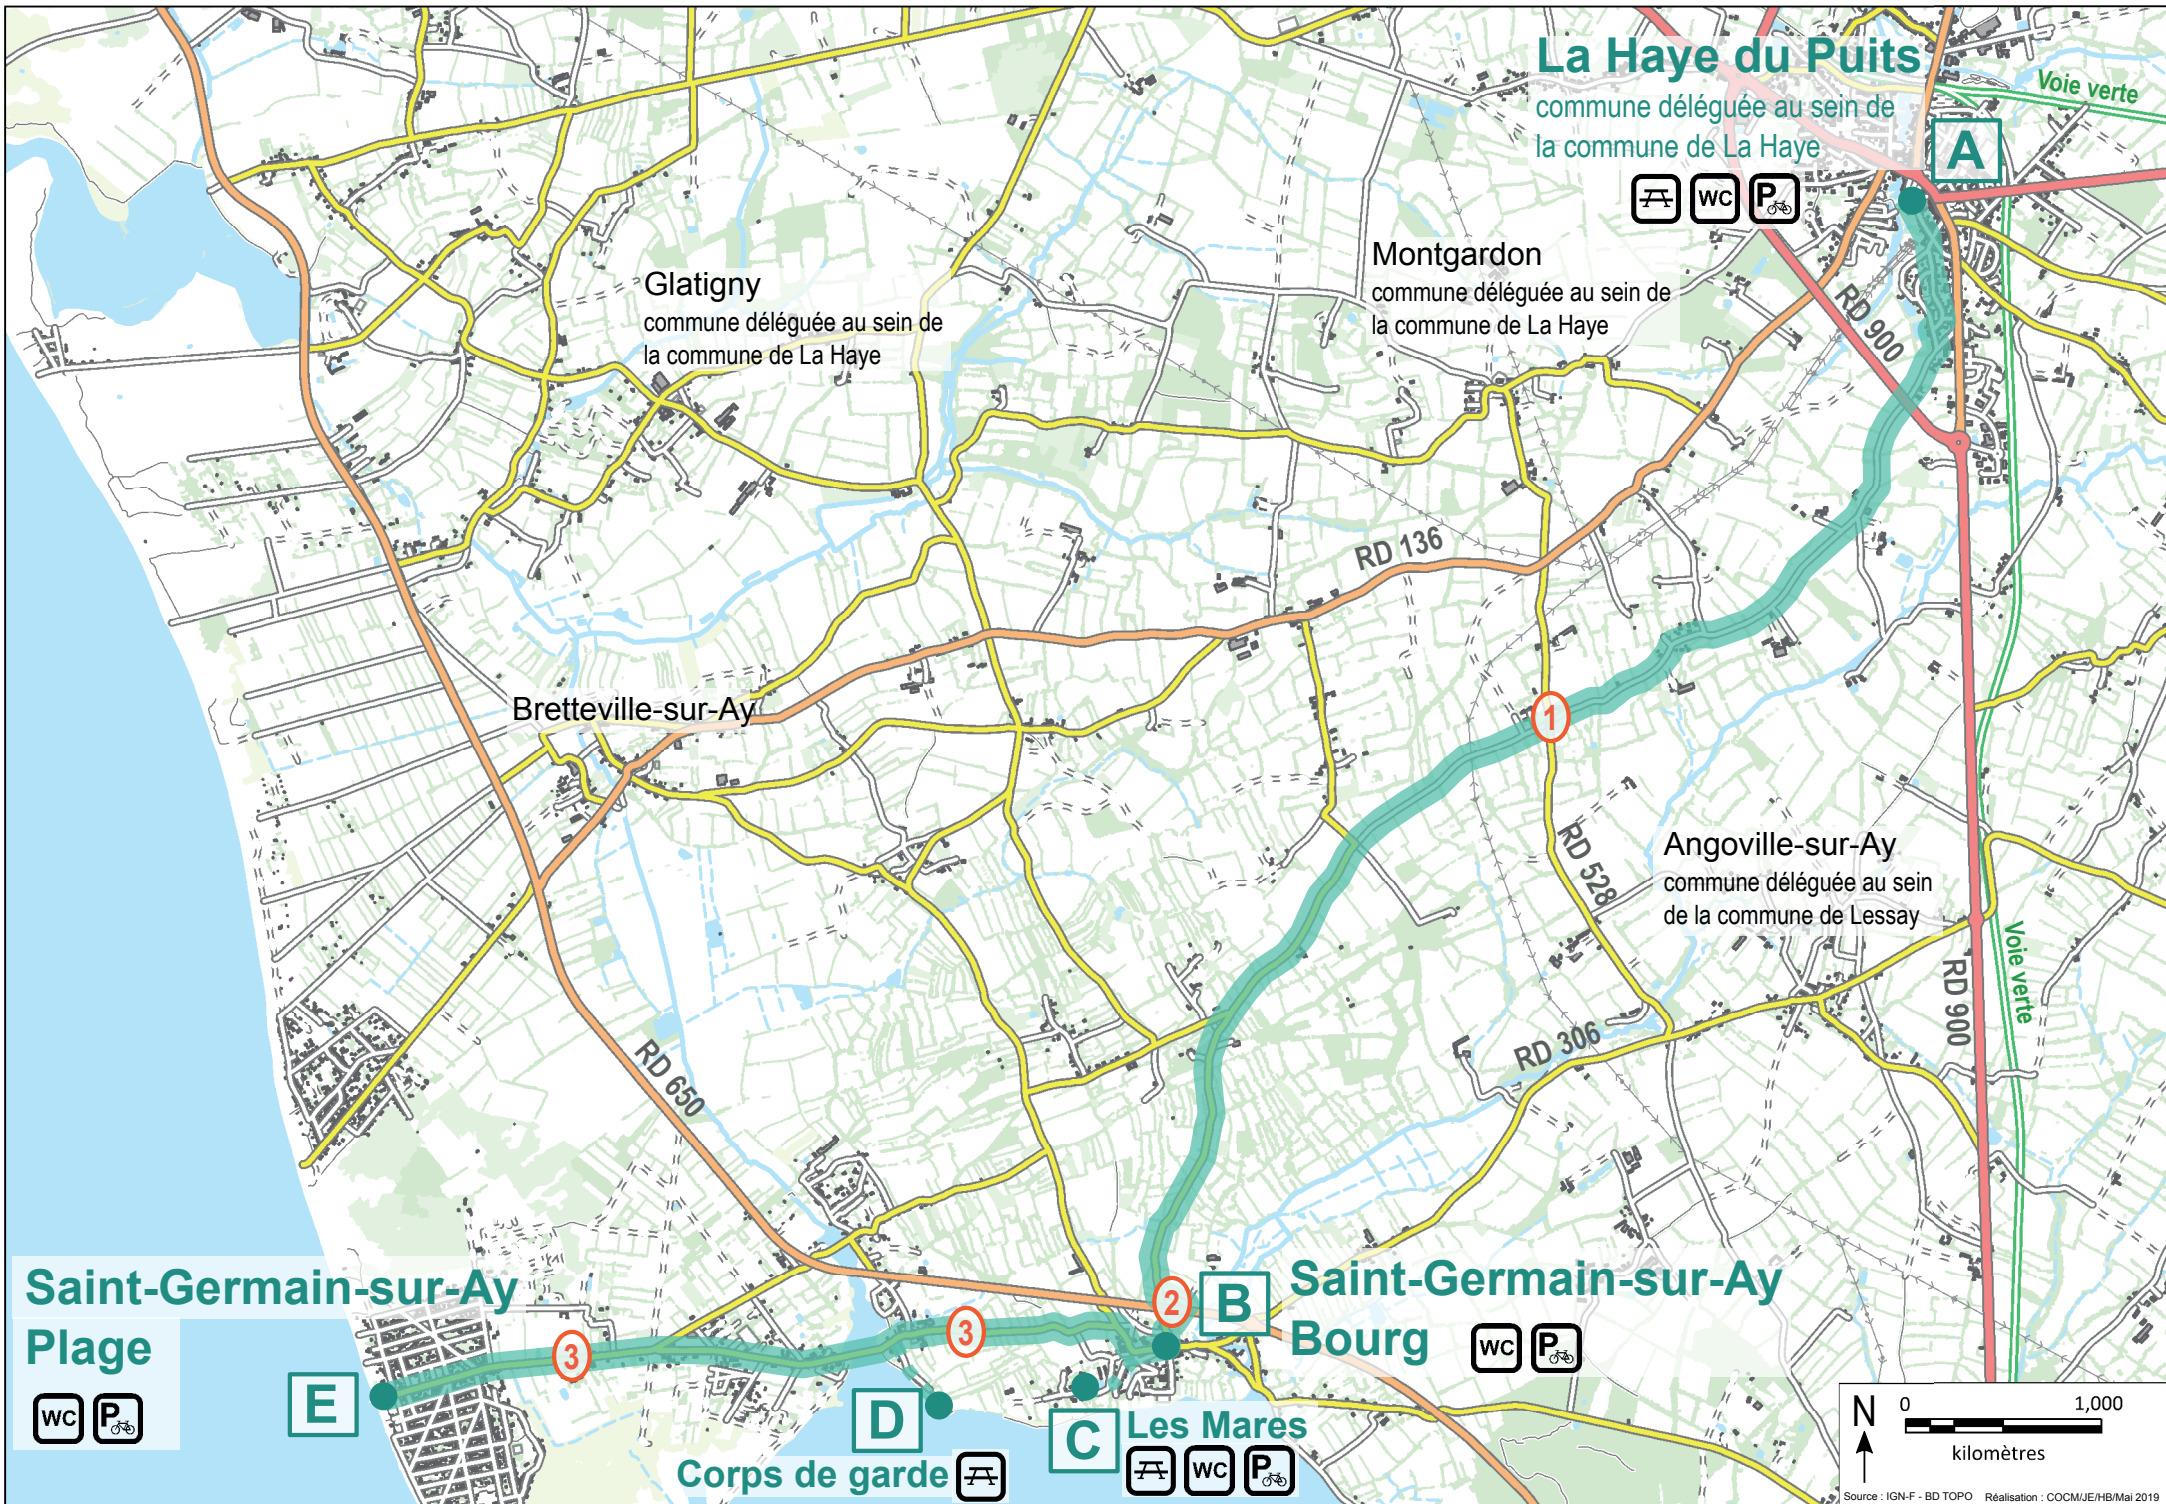 La Haye du Puits
commune déléguée au sein de
la commune de La Haye
A
WC
P
Voie verte
Glatigny
commune déléguée au sein de
la commune de La Haye
Montgardon
commune déléguée au sein de
la commune de La Haye
RD 900
RD 136
Bretteville-sur-Ay
1
RD 528
Angoville-sur-Ay
commune déléguée au sein
de la commune de Lessay
Voie verte
RD 900
RD 306
RD 650
Saint-Germain-sur-Ay
Plage
WC
P
E
3
3
2
B
Saint-Germain-sur-Ay
Bourg
WC
P
D
Corps de garde
C
Les Mares
WC
P
N
0 1,000
kilomètres
Source : IGN-F - BD TOPO Réalisation : COCM/JE/HB/Mai 2019